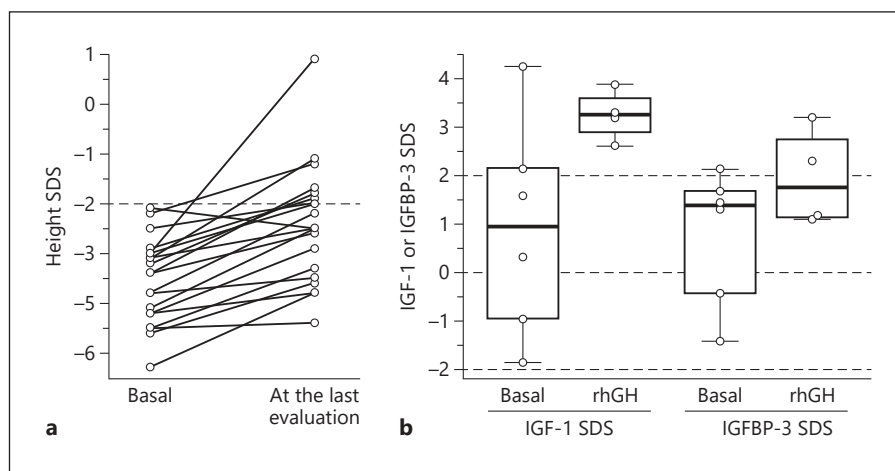 1
0
−1
−2
−3
−4
−5
−6
Height SDS
Basal
At the last
evaluation
a
4
3
2
1
0
−1
−2
IGF-1 or IGFBP-3 SDS
Basal
rhGH
Basal
rhGH
IGF-1 SDS
IGFBP-3 SDS
b